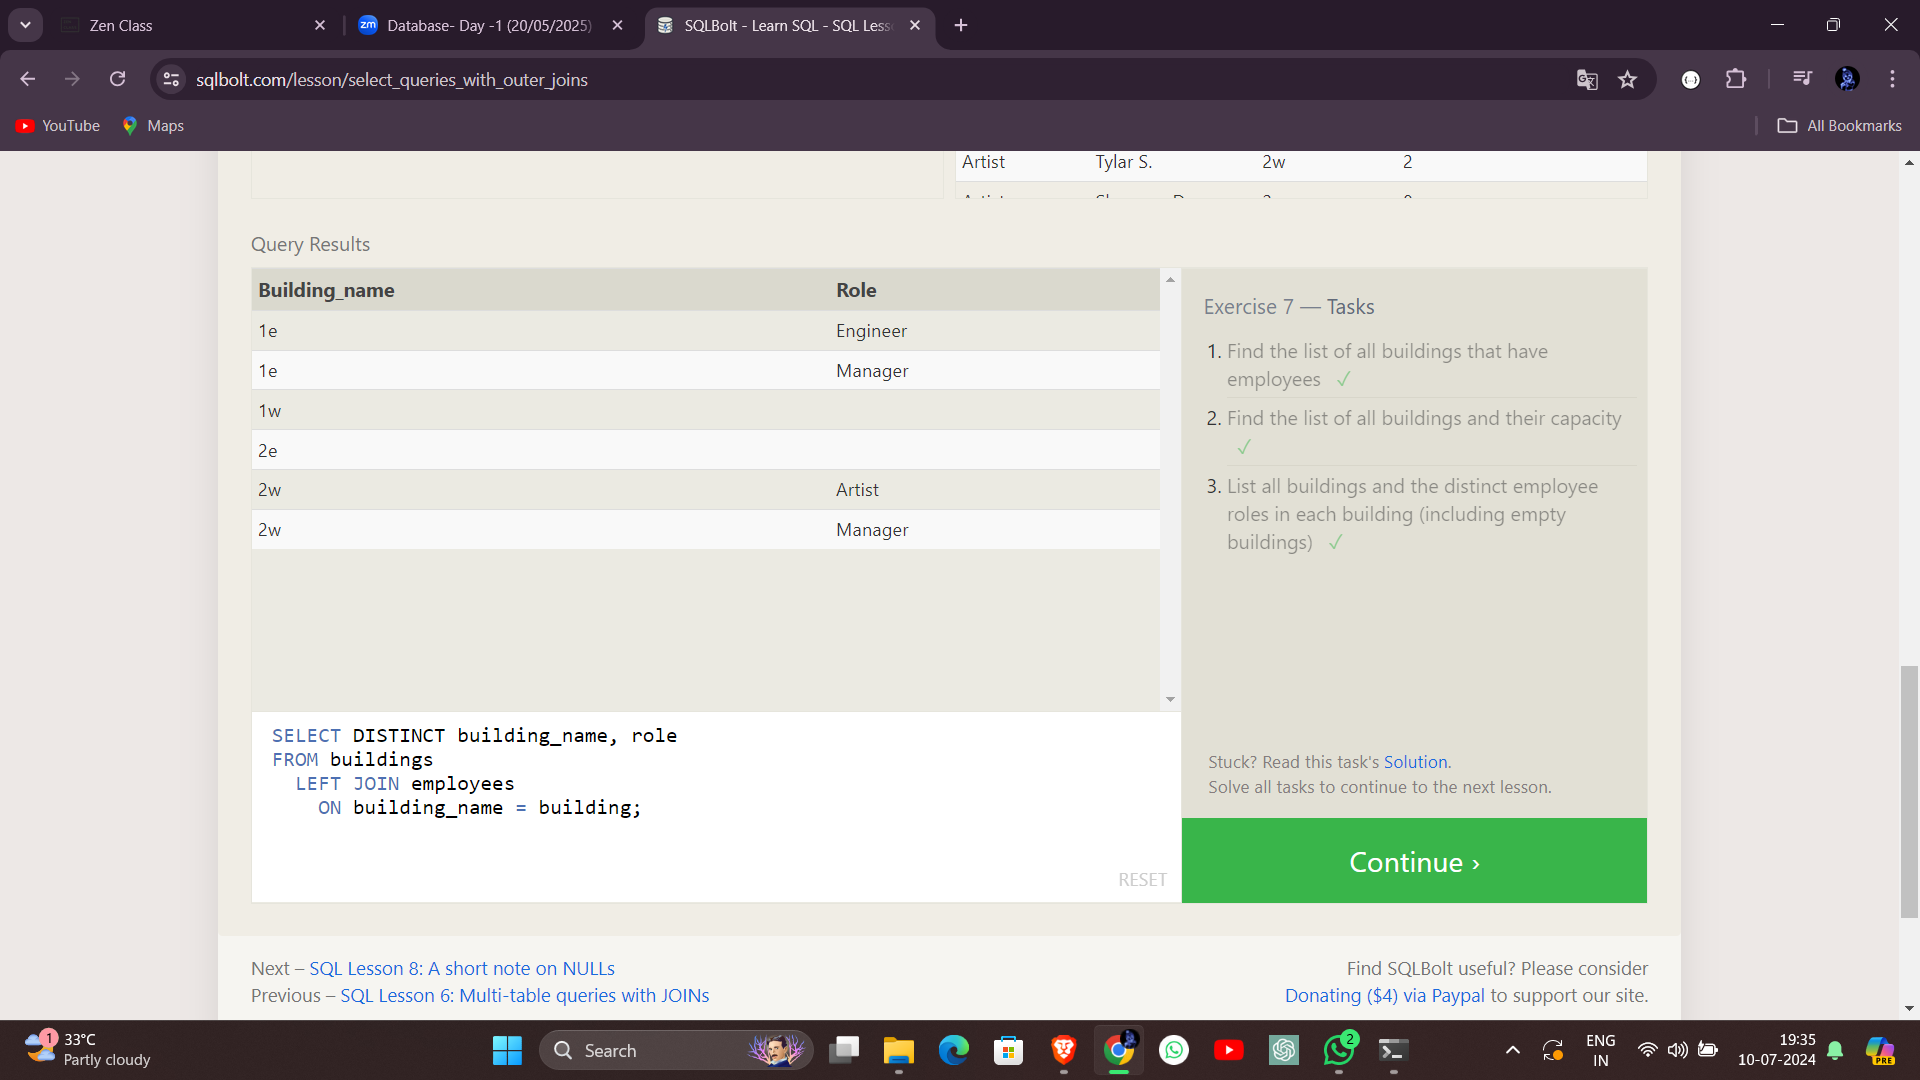 Zen Class
Database- Day -1 (20/05/2025)
SQLBolt - Learn SQL - SQL Less
sqlbolt.com/lesson/select_queries_with_outer_joins
YouTube
Maps
All Bookmarks
Artist Tylar S. 2w 2
Query Results
Building_name Role
1e Engineer
1e Manager
1w
2e
2w Artist
2w Manager
Exercise 7 — Tasks
1. Find the list of all buildings that have
employees ✓
2. Find the list of all buildings and their capacity
✓
3. List all buildings and the distinct employee
roles in each building (including empty
buildings) ✓
SELECT DISTINCT building_name, role
FROM buildings
LEFT JOIN employees
ON building_name = building;
RESET
Stuck? Read this task's Solution.
Solve all tasks to continue to the next lesson.
Continue ›
Next – SQL Lesson 8: A short note on NULLs
Previous – SQL Lesson 6: Multi-table queries with JOINs
Find SQLBolt useful? Please consider
Donating ($4) via Paypal to support our site.
1
33°C
Partly cloudy
Search
2
ENG
IN
19:35
10-07-2024
PRE